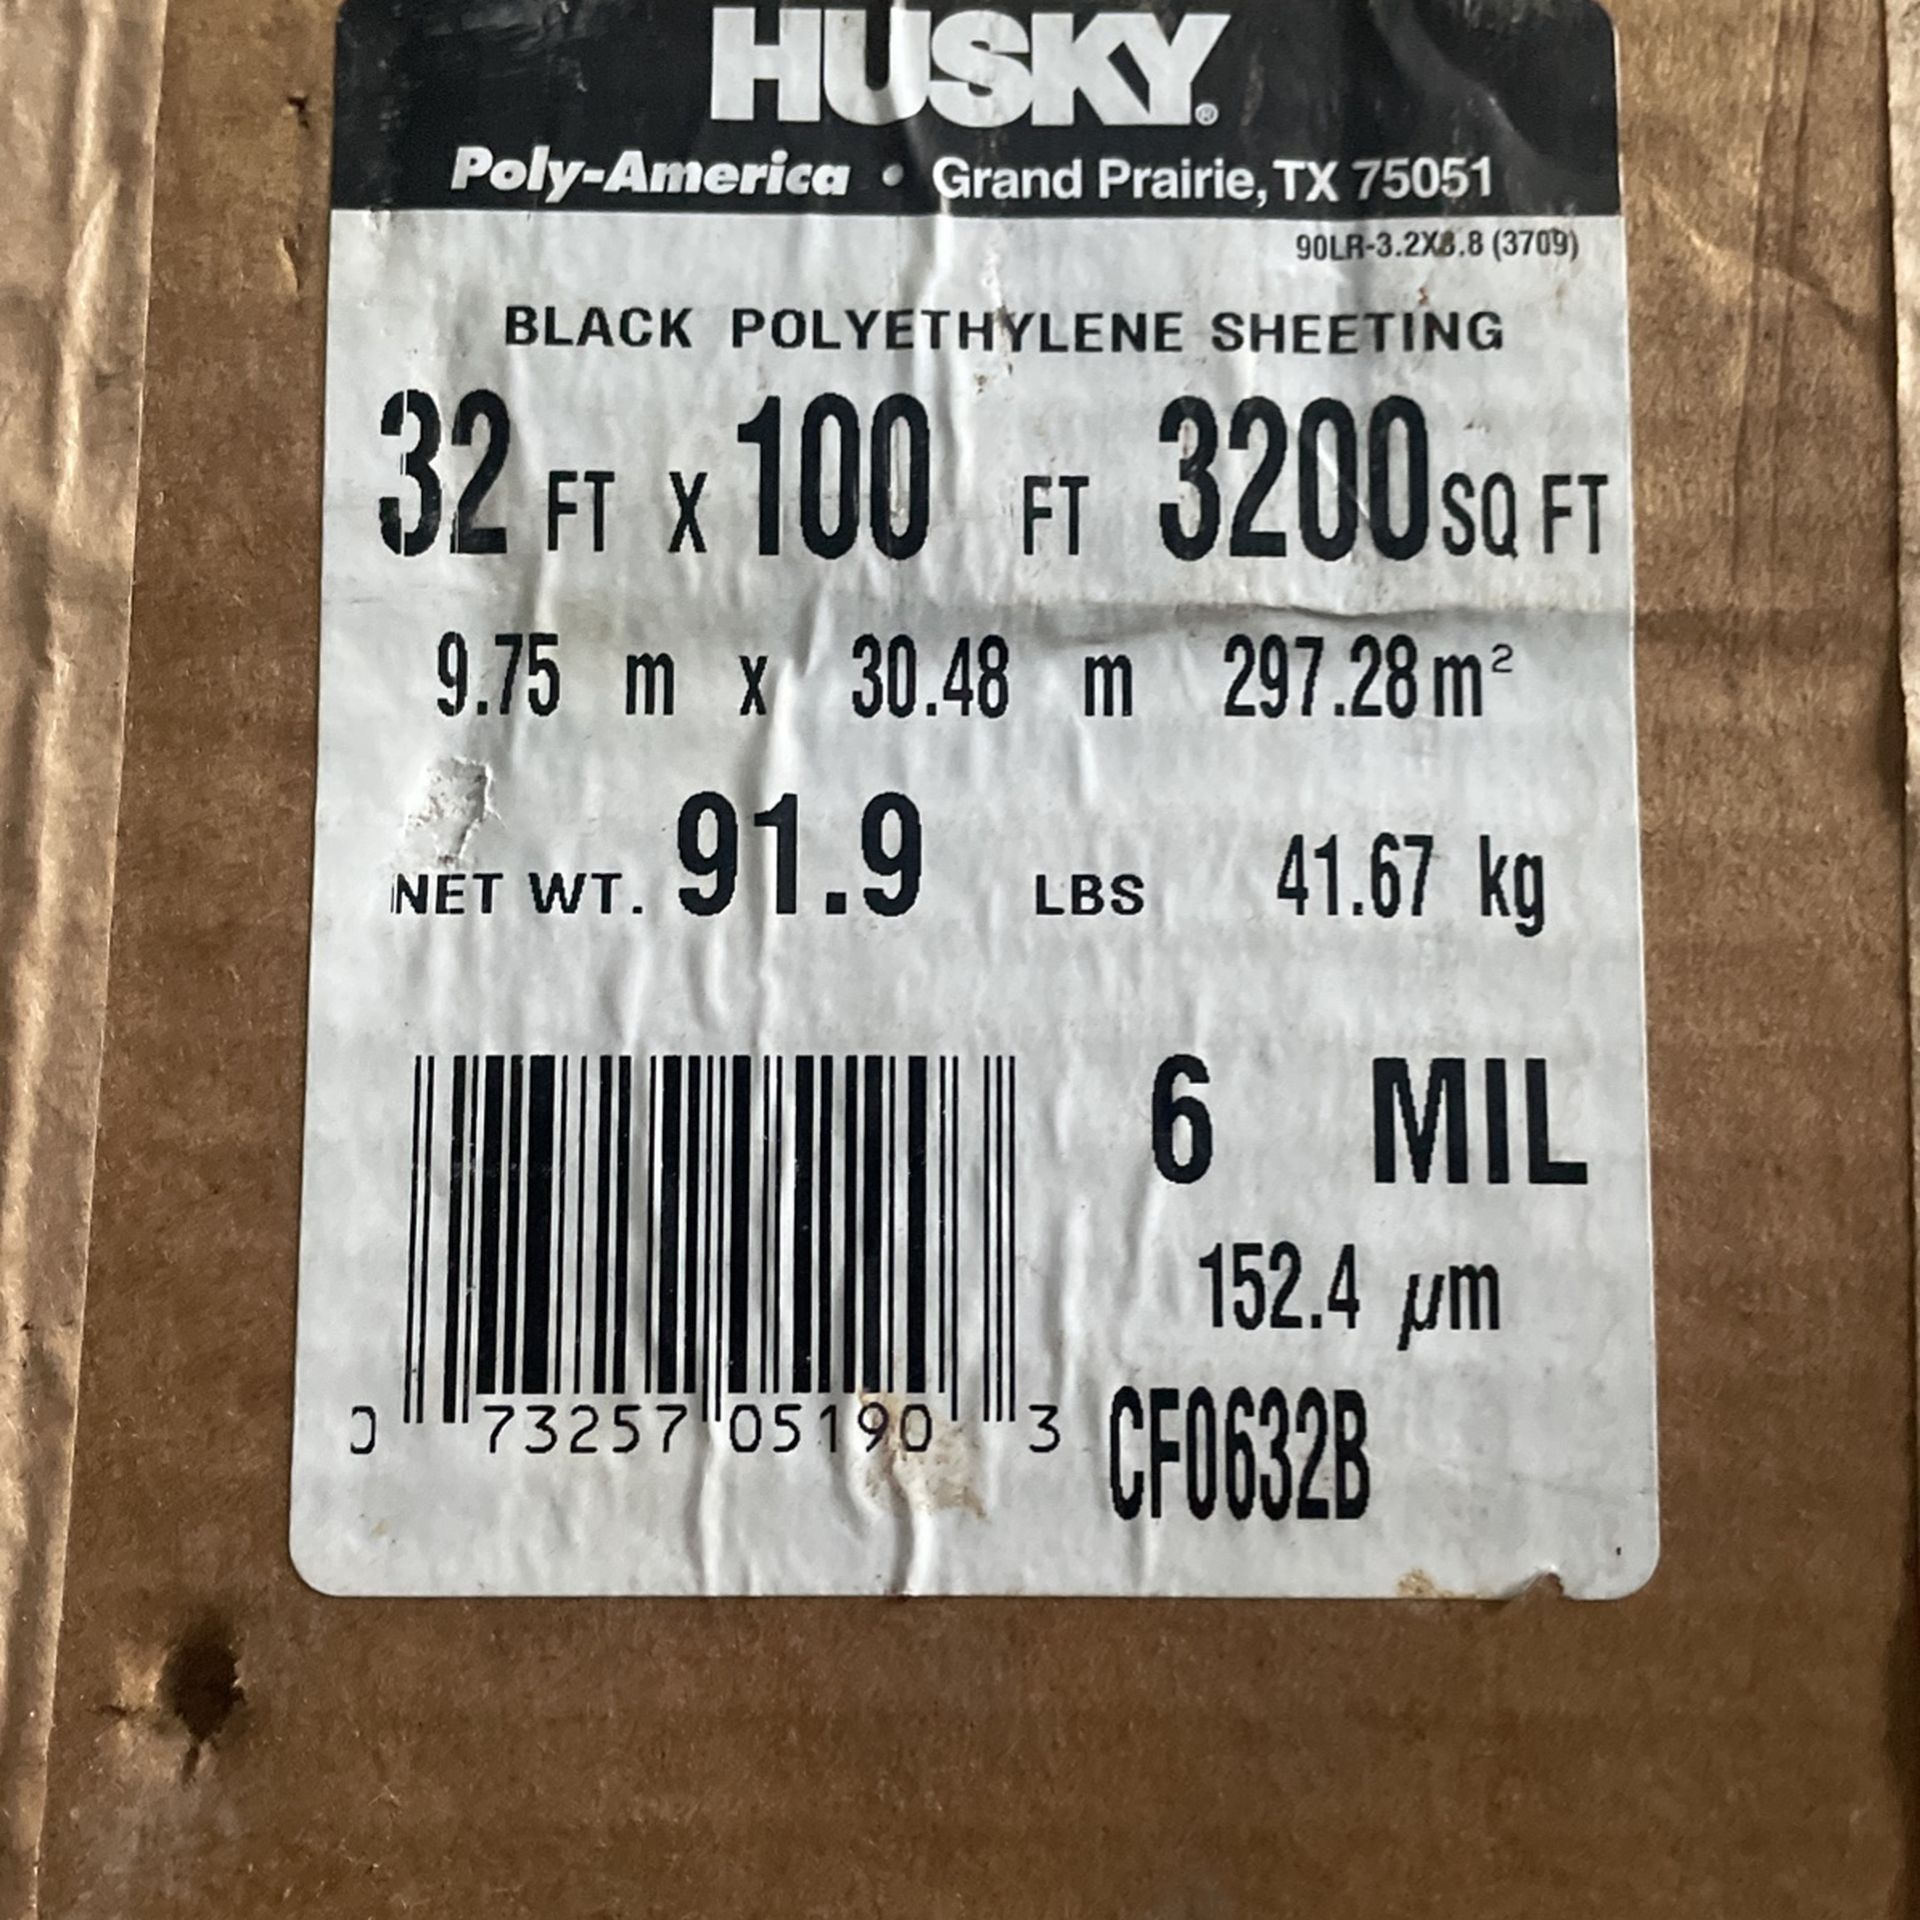 HUSKY®
Poly-America • Grand Prairie, TX 75051
90LR-3.2X3.8 (3709)
BLACK POLYETHYLENE SHEETING
32 FT X 100 FT 3200 SQ FT
9.75 m x 30.48 m 297.28 m²
NET WT. 91.9 LBS 41.67 kg
6 MIL
152.4 µm
0 73257 05190 3
CF0632B